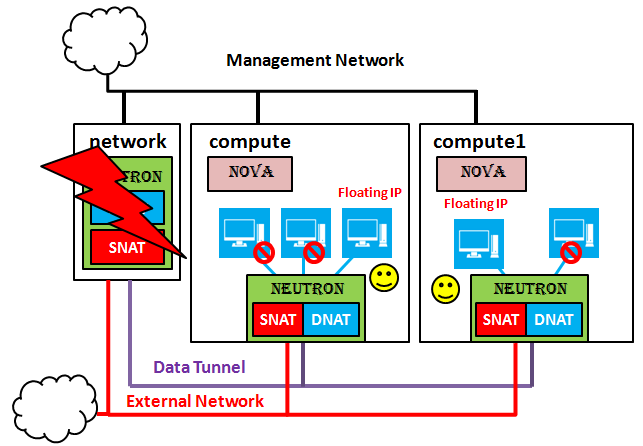 Management Network
network
compute
compute1
TRON
SNAT
NOVA
Floating IP
NEUTRON
SNAT
DNAT
NOVA
Floating IP
NEUTRON
SNAT
DNAT
Data Tunnel
External Network